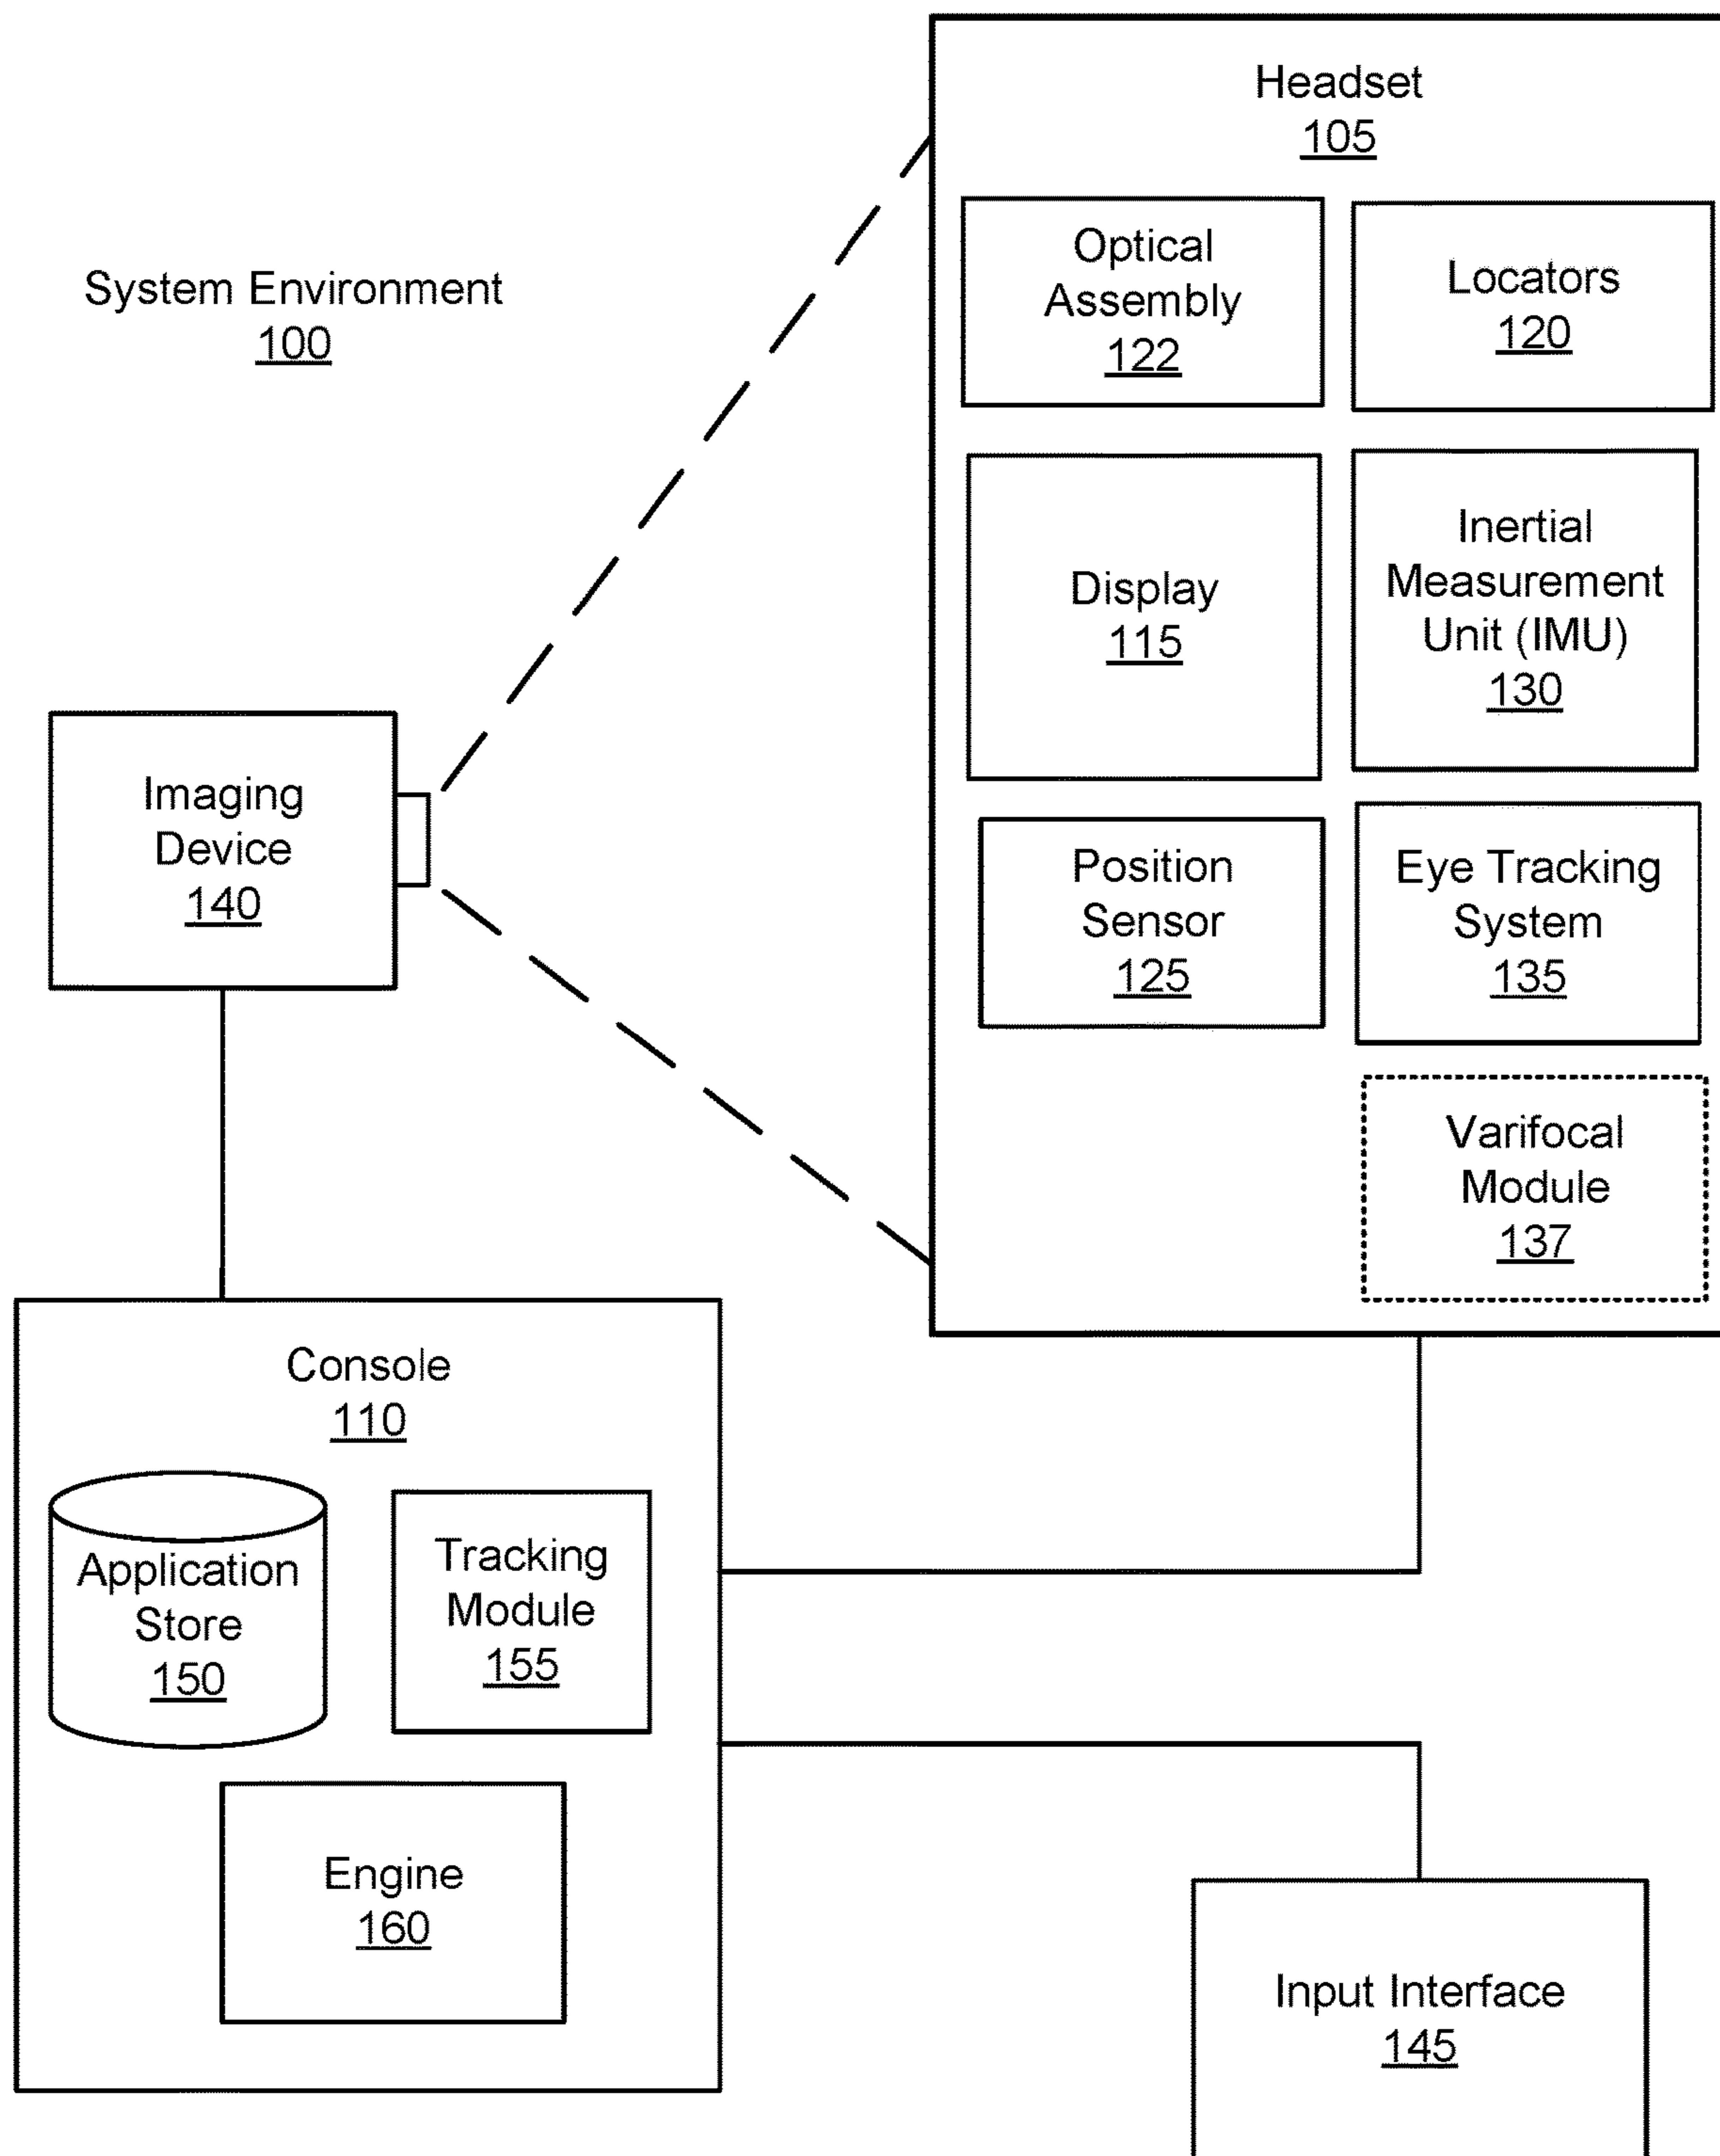 System Environment
100
Headset
105
Optical
Assembly
122
Locators
120
Display
115
Inertial
Measurement
Unit (IMU)
130
Position
Sensor
125
Eye Tracking
System
135
Varifocal
Module
137
Imaging
Device
140
Console
110
Application
Store
150
Tracking
Module
155
Engine
160
Input Interface
145